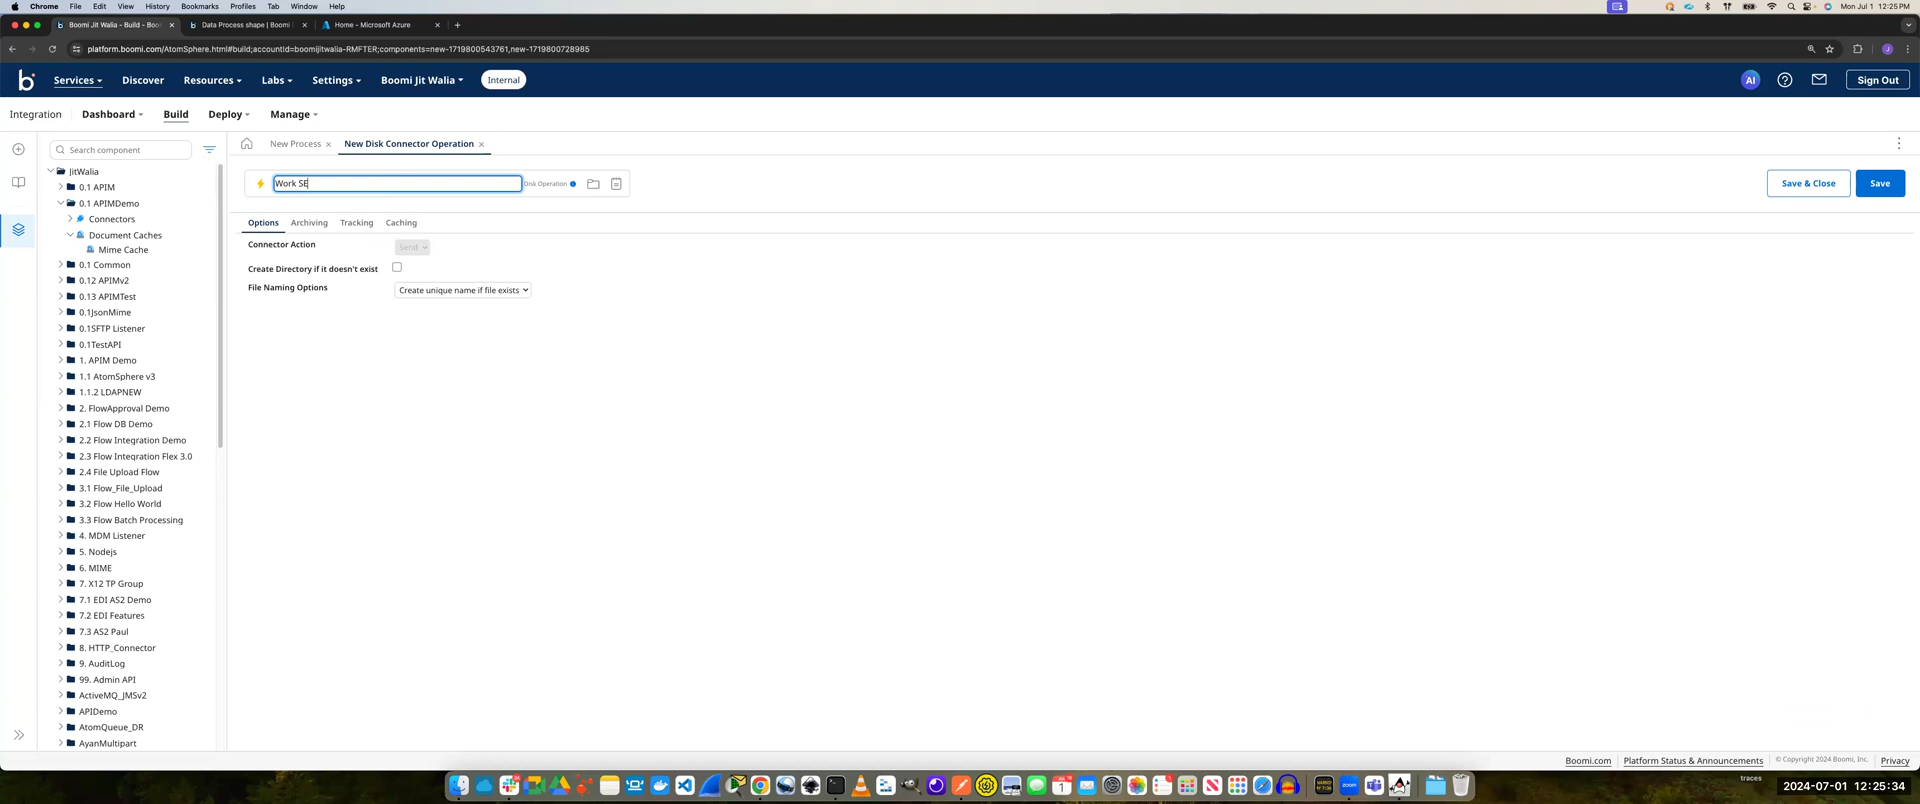 Chrome File Edit View History Bookmarks Profiles Tab Window Help Mon Jul 1 12:25 PM
Boomi Jit Walia - Build - Boo Data Process shape | Boomi Home - Microsoft Azure
platform.boomi.com/AtomSphere.html#build;accountId=boomijitwalia-RMFTER;components=new-1719800543761,new-1719800728985
Services Discover Resources Labs Settings Boomi Jit Walia Internal AI Sign Out
Integration Dashboard Build Deploy Manage
Search component New Process New Disk Connector Operation
JitWalia
0.1 APIM
0.1 APIMDemo
Connectors
Document Caches
Mime Cache
0.1 Common
0.12 APIMv2
0.13 APIMTest
0.1JsonMime
0.1SFTP Listener
0.1TestAPI
1. APIM Demo
1.1 AtomSphere v3
1.1.2 LDAPNEW
2. FlowApproval Demo
2.1 Flow DB Demo
2.2 Flow Integration Demo
2.3 Flow Integration Flex 3.0
2.4 File Upload Flow
3.1 Flow_File_Upload
3.2 Flow Hello World
3.3 Flow Batch Processing
4. MDM Listener
5. Nodejs
6. MIME
7. X12 TP Group
7.1 EDI AS2 Demo
7.2 EDI Features
7.3 AS2 Paul
8. HTTP_Connector
9. AuditLog
99. Admin API
ActiveMQ_JMSv2
APIDemo
AtomQueue_DR
AyanMultipart
Work SE Disk Operation Save & Close Save
Options Archiving Tracking Caching
Connector Action Send
Create Directory if it doesn't exist
File Naming Options Create unique name if file exists
Boomi.com Platform Status & Announcements © Copyright 2024 Boomi, Inc. Privacy
traces
2024-07-01 12:25:34